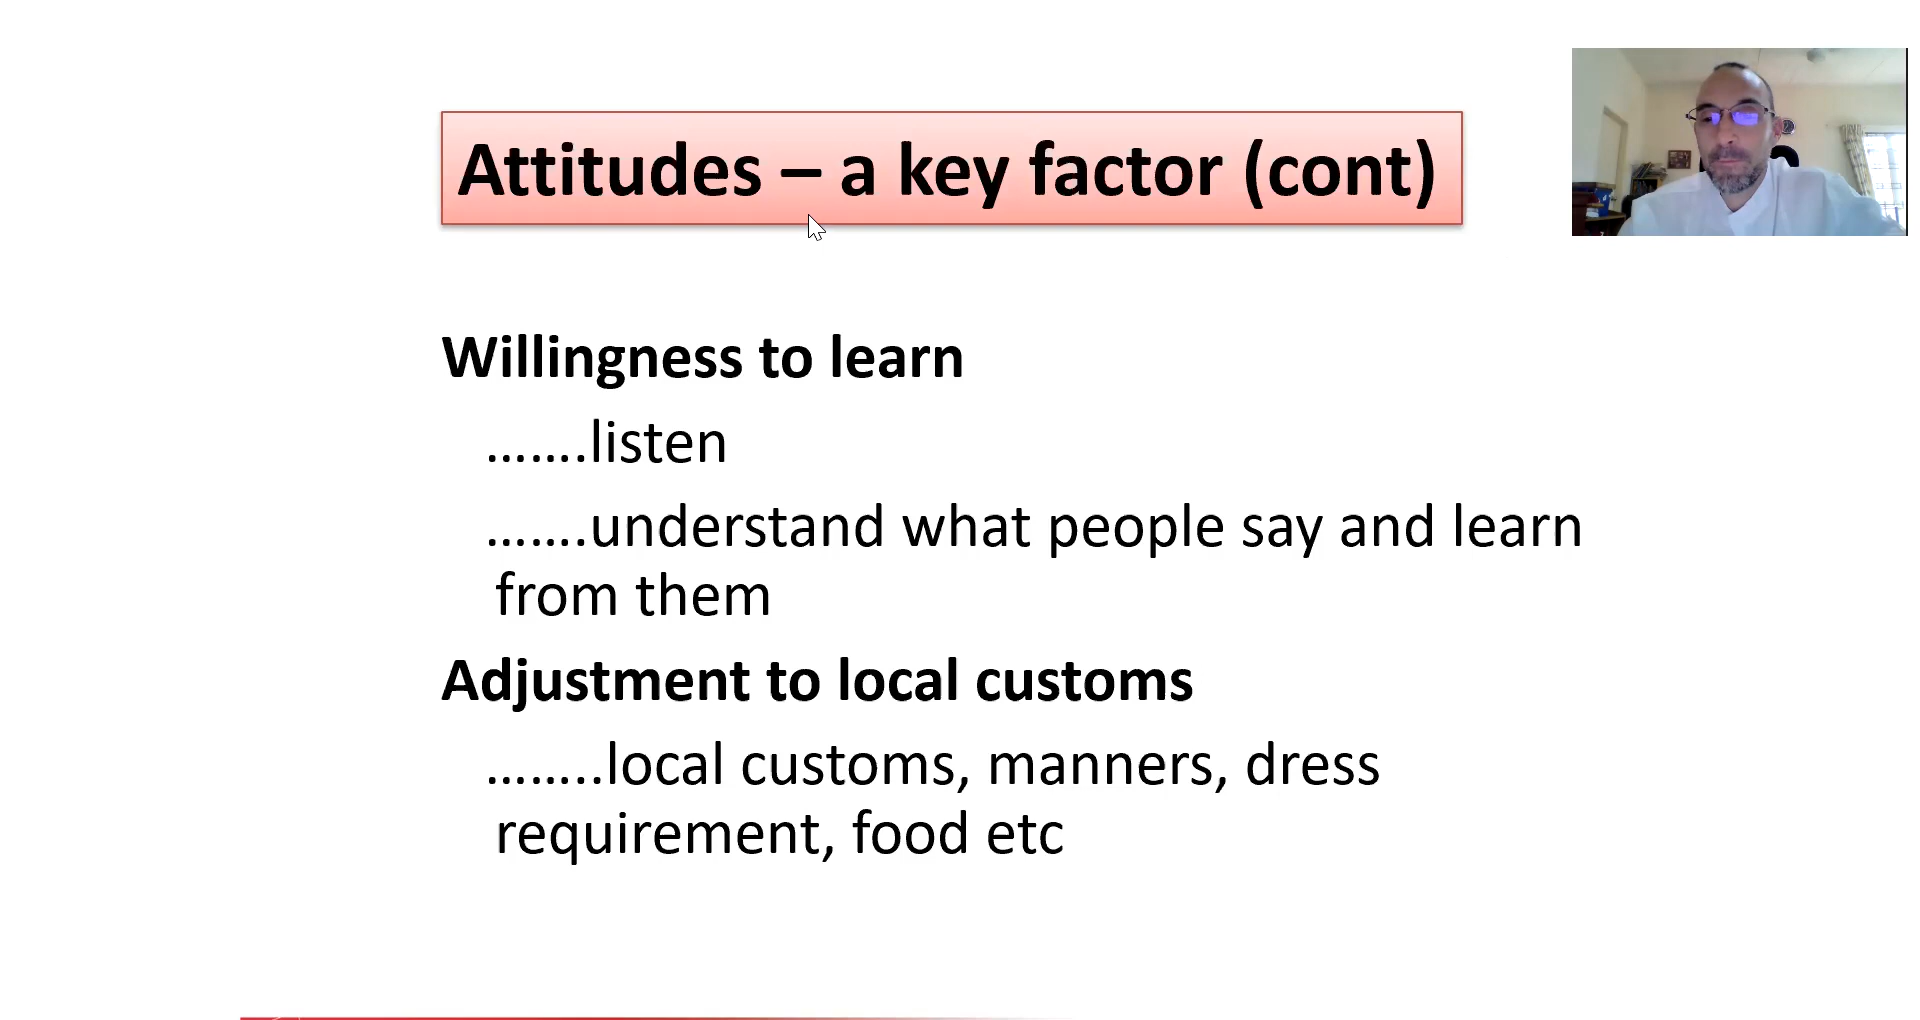 Attitudes – a key factor (cont)
Willingness to learn
…….listen
…….understand what people say and learn
from them
Adjustment to local customs
……..local customs, manners, dress
requirement, food etc